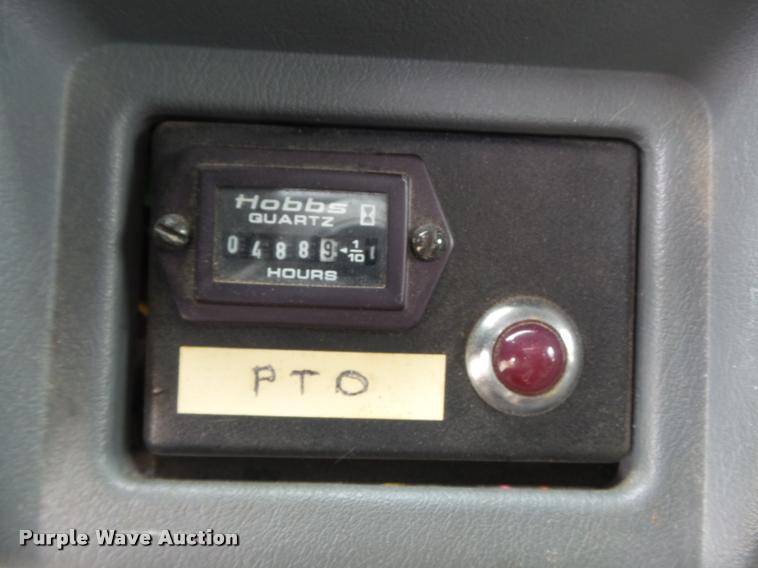 Hobbs
QUARTZ
04889 1/10
HOURS
PTO
Purple Wave Auction